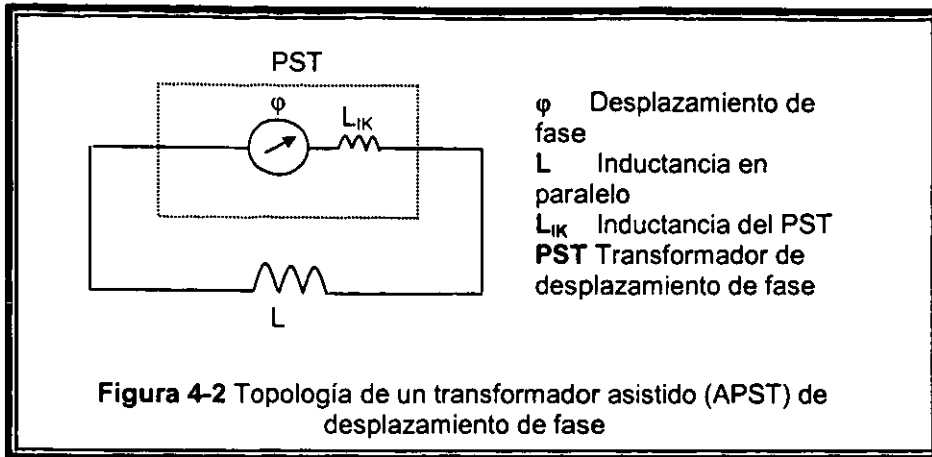 PST
φ
L_IK
L
φ Desplazamiento de
fase
L Inductancia en
paralelo
L_IK Inductancia del PST
PST Transformador de
desplazamiento de fase
Figura 4-2 Topología de un transformador asistido (APST) de
desplazamiento de fase